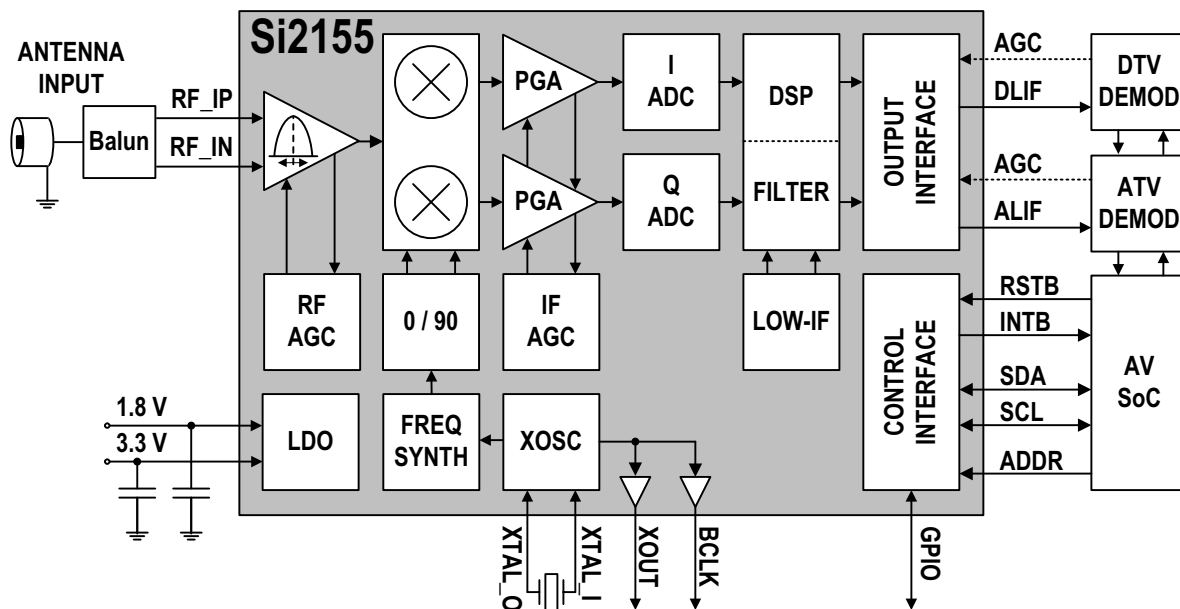 Si2155
ANTENNA
INPUT
Balun
RF_IP
RF_IN
PGA
PGA
I
ADC
Q
ADC
DSP
FILTER
OUTPUT
INTERFACE
AGC
DLIF
AGC
ALIF
DTV
DEMOD
ATV
DEMOD
RF
AGC
0 / 90
IF
AGC
LOW-IF
CONTROL
INTERFACE
RSTB
INTB
SDA
SCL
ADDR
AV
SoC
1.8 V
3.3 V
LDO
FREQ
SYNTH
XOSC
XTAL_O
XTAL_I
XOUT
BCLK
GPIO